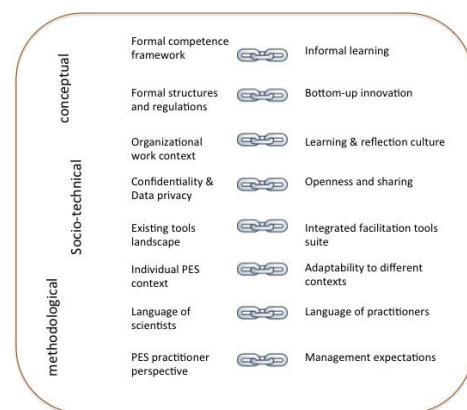 conceptual
Formal competence
framework
Informal learning
Formal structures
and regulations
Bottom-up innovation
Socio-technical
Organizational
work context
Learning & reflection culture
Confidentiality &
Data privacy
Openness and sharing
Existing tools
landscape
Integrated facilitation tools
suite
methodological
Individual PES
context
Adaptability to different
contexts
Language of
scientists
Language of practitioners
PES practitioner
perspective
Management expectations